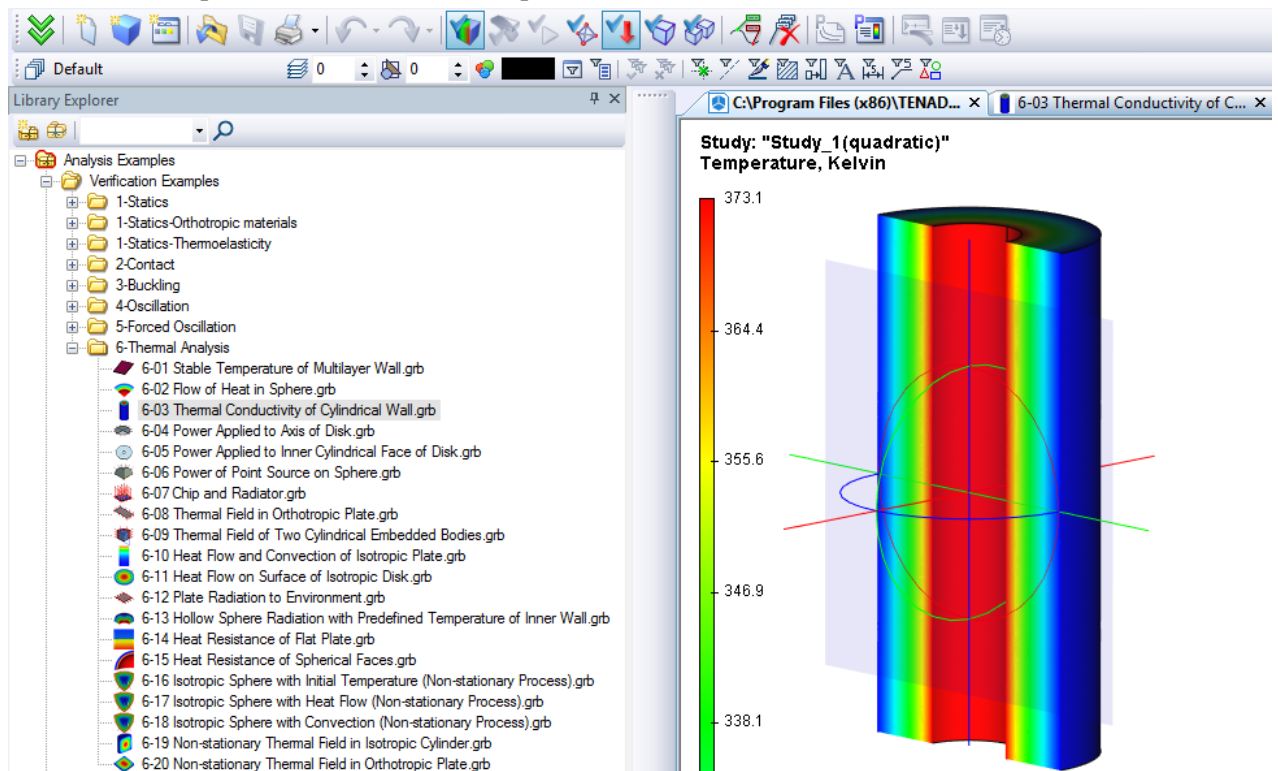 Default
0
0
Library Explorer
C:\Program Files (x86)\TENAD...
6-03 Thermal Conductivity of C...
Analysis Examples
Verification Examples
1-Statics
1-Statics-Orthotropic materials
1-Statics-Thermoelasticity
2-Contact
3-Buckling
4-Oscillation
5-Forced Oscillation
6-Thermal Analysis
6-01 Stable Temperature of Multilayer Wall.grb
6-02 Flow of Heat in Sphere.grb
6-03 Thermal Conductivity of Cylindrical Wall.grb
6-04 Power Applied to Axis of Disk.grb
6-05 Power Applied to Inner Cylindrical Face of Disk.grb
6-06 Power of Point Source on Sphere.grb
6-07 Chip and Radiator.grb
6-08 Thermal Field in Orthotropic Plate.grb
6-09 Thermal Field of Two Cylindrical Embedded Bodies.grb
6-10 Heat Flow and Convection of Isotropic Plate.grb
6-11 Heat Flow on Surface of Isotropic Disk.grb
6-12 Plate Radiation to Environment.grb
6-13 Hollow Sphere Radiation with Predefined Temperature of Inner Wall.grb
6-14 Heat Resistance of Flat Plate.grb
6-15 Heat Resistance of Spherical Faces.grb
6-16 Isotropic Sphere with Initial Temperature (Non-stationary Process).grb
6-17 Isotropic Sphere with Heat Flow (Non-stationary Process).grb
6-18 Isotropic Sphere with Convection (Non-stationary Process).grb
6-19 Non-stationary Thermal Field in Isotropic Cylinder.grb
6-20 Non-stationary Thermal Field in Orthotropic Plate.grb
Study: "Study_1(quadratic)"
Temperature, Kelvin
373.1
364.4
355.6
346.9
338.1